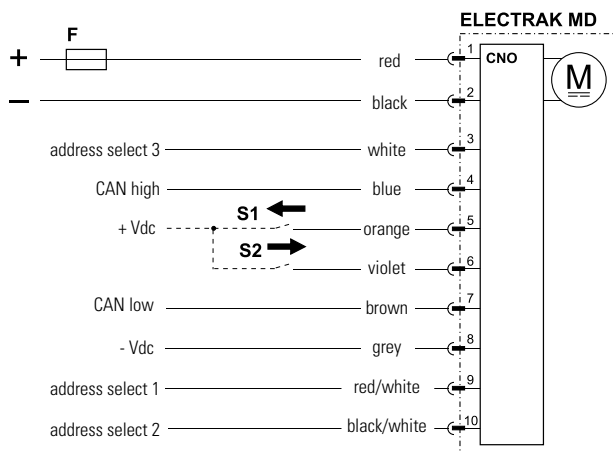 ELECTRAK MD
+ F red 1 CNO M
– black 2
address select 3 white 3
CAN high blue 4
+ Vdc S1 orange 5
S2 violet 6
CAN low brown 7
- Vdc grey 8
address select 1 red/white 9
address select 2 black/white 10